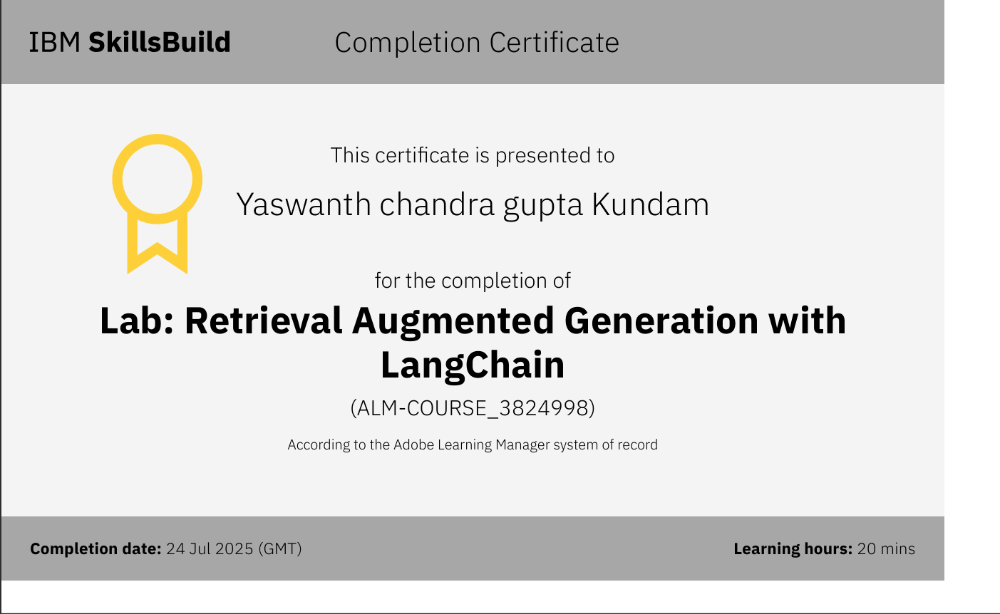 IBM SkillsBuild
Completion Certificate
This certificate is presented to
Yaswanth chandra gupta Kundam
for the completion of
Lab: Retrieval Augmented Generation with
LangChain
(ALM-COURSE_3824998)
According to the Adobe Learning Manager system of record
Completion date: 24 Jul 2025 (GMT)
Learning hours: 20 mins